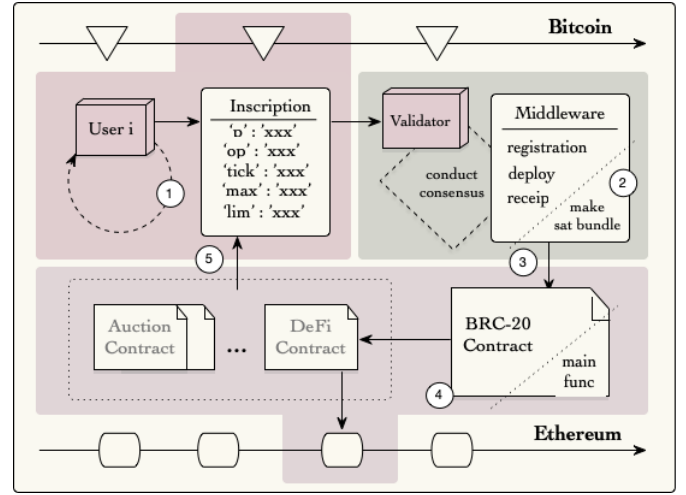 Bitcoin
User i
1
Inscription
'p' : 'xxx'
'op' : 'xxx'
'tick' : 'xxx'
'max' : 'xxx'
'lim' : 'xxx'
Validator
conduct
consensus
Middleware
registration
deploy
receip
2
make
sat bundle
5
3
Auction
Contract
...
DeFi
Contract
BRC-20
Contract
main
func
4
Ethereum